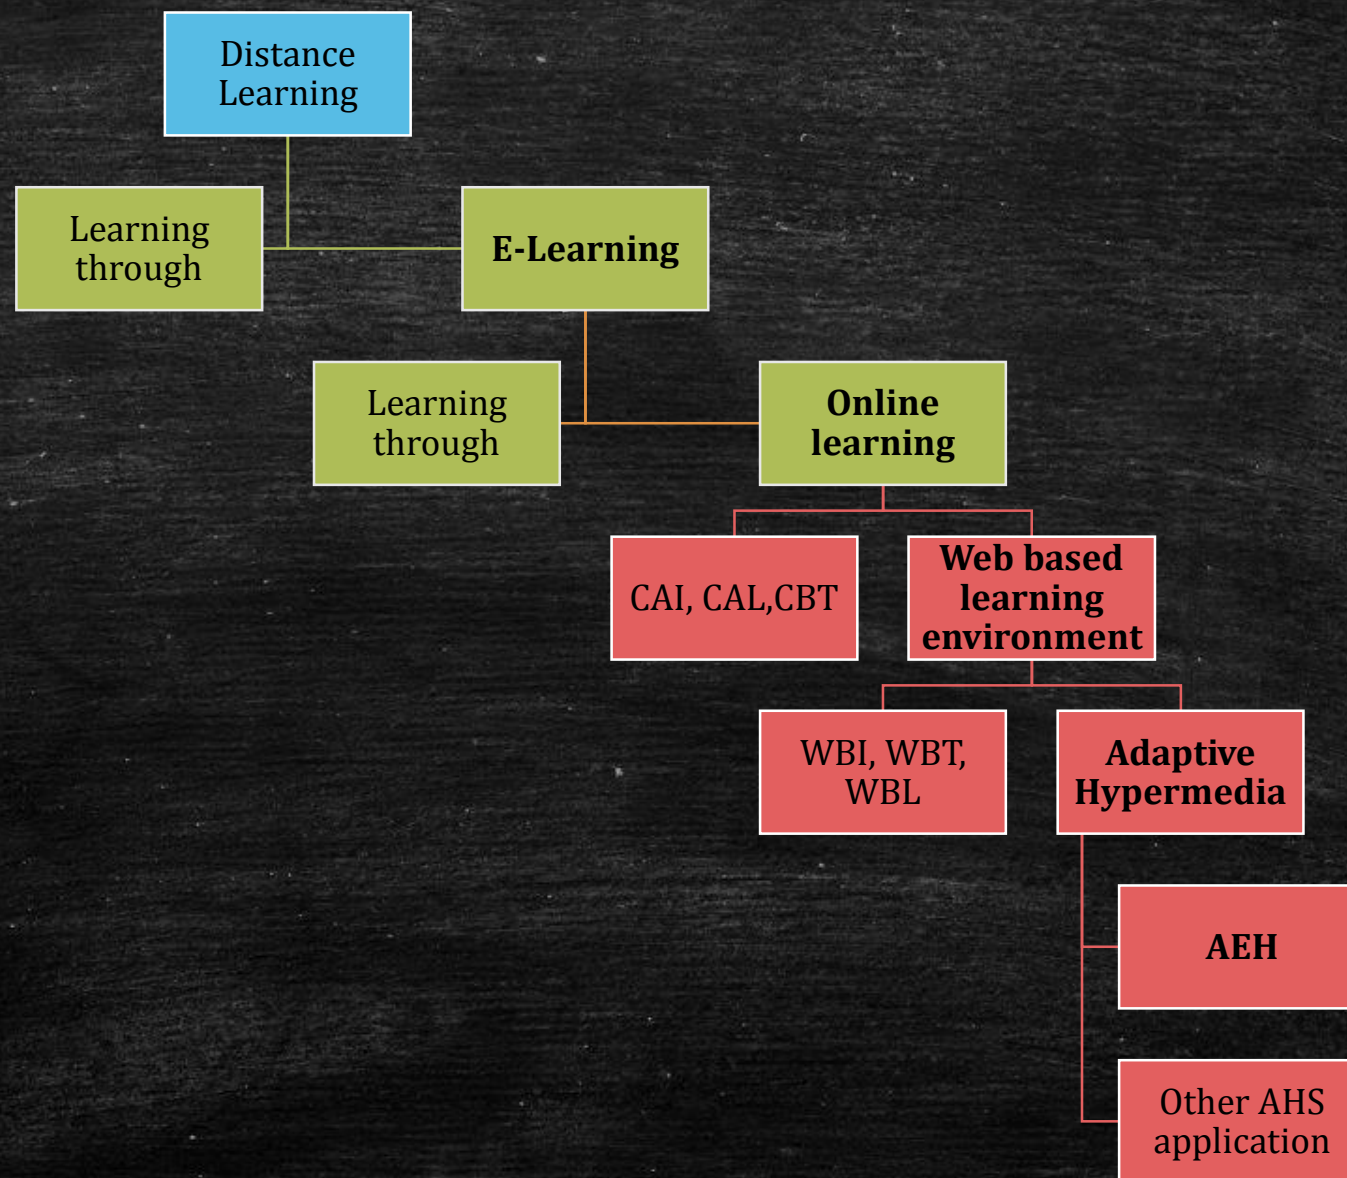 Distance
Learning
Learning
through
E-Learning
Learning
through
Online
learning
CAI, CAL,CBT
Web based
learning
environment
WBI, WBT,
WBL
Adaptive
Hypermedia
AEH
Other AHS
application